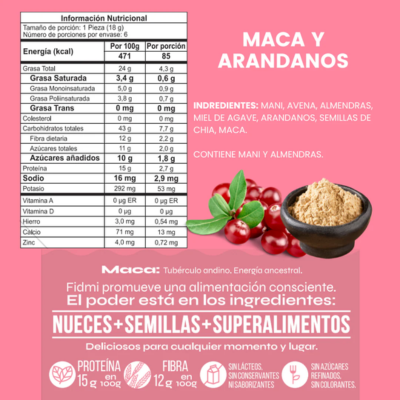 Información Nutricional
Tamaño de porción: 1 Pieza (18 g)
Número de porciones por envase: 6
Energía (kcal) Por 100g 471 Por porción 85
Grasa Total 24 g 4,3 g
Grasa Saturada 3,4 g 0,6 g
Grasa Monoinsaturada 5,0 g 0,9 g
Grasa Poliinsaturada 3,8 g 0,7 g
Grasa Trans 0 mg 0 mg
Colesterol 0 mg 0 mg
Carbohidratos totales 43 g 7,7 g
Fibra dietaria 12 g 2,2 g
Azúcares totales 11 g 2,0 g
Azúcares añadidos 10 g 1,8 g
Proteína 15 g 2,7 g
Sodio 16 mg 2,9 mg
Potasio 292 mg 53 mg
Vitamina A 0 µg ER 0 µg ER
Vitamina D 0 µg 0 µg
Hierro 3,0 mg 0,54 mg
Cálcio 71 mg 13 mg
Zinc 4,0 mg 0,72 mg
MACA Y
ARANDANOS
INGREDIENTES: MANI, AVENA, ALMENDRAS,
MIEL DE AGAVE, ARANDANOS, SEMILLAS DE
CHIA, MACA.
CONTIENE MANI Y ALMENDRAS.
Maca: Tubérculo andino. Energía ancestral.
Fidmi promueve una alimentación consciente.
El poder está en los ingredientes:
NUECES+SEMILLAS+SUPERALIMENTOS
Deliciosos para cualquier momento y lugar.
PROTEÍNA
15 g en 100g
FIBRA
12 g en 100g
SIN LÁCTEOS,
SIN CONSERVANTES
NI SABORIZANTES
SIN AZÚCARES
REFINADOS,
SIN COLORANTES.